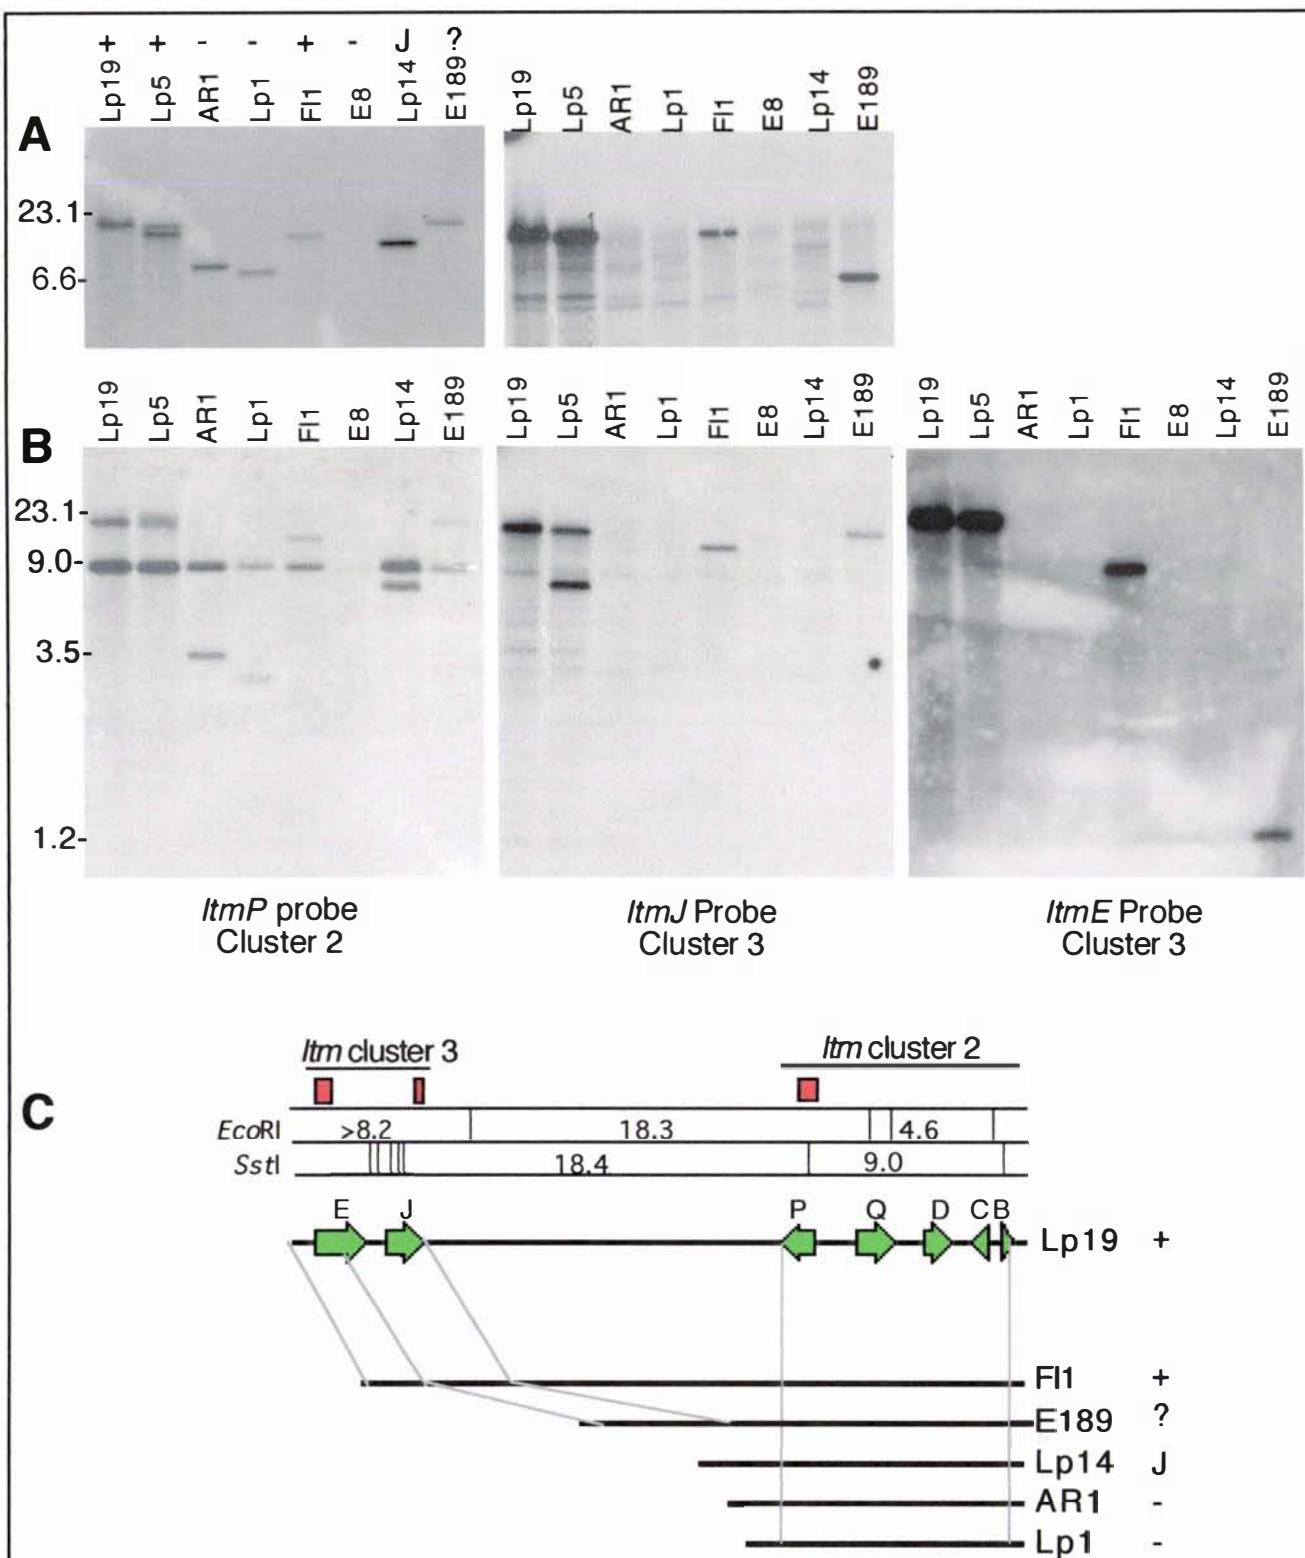 + + - - + - J ?
Lp19 Lp5 AR1 Lp1 Fl1 E8 Lp14 E189
Lp19 Lp5 AR1 Lp1 Fl1 E8 Lp14 E189
A
23.1-
6.6-
Lp19 Lp5 AR1 Lp1 Fl1 E8 Lp14 E189
Lp19 Lp5 AR1 Lp1 Fl1 E8 Lp14 E189
Lp19 Lp5 AR1 Lp1 Fl1 E8 Lp14 E189
B
23.1-
9.0-
3.5-
1.2-
ltmP probe
Cluster 2
ltmJ Probe
Cluster 3
ltmE Probe
Cluster 3
C
ltm cluster 3
ltm cluster 2
EcoRI >8.2 18.3 4.6
SstI 18.4 9.0
E J P Q D C B
Lp19 +
Fl1 +
E189 ?
Lp14 J
AR1 -
Lp1 -